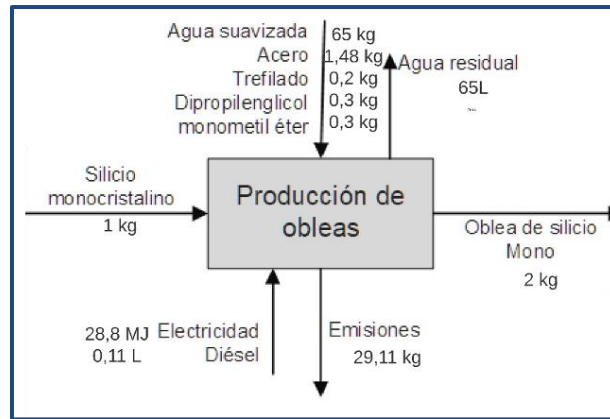 Agua suavizada 65 kg
Acero 1,48 kg
Trefilado 0,2 kg
Dipropilenglicol 0,3 kg
monometil éter 0,3 kg
Agua residual
65L
Silicio
monocristalino
1 kg
Producción de
obleas
Oblea de silicio
Mono
2 kg
28,8 MJ Electricidad
0,11 L Diésel
Emisiones
29,11 kg